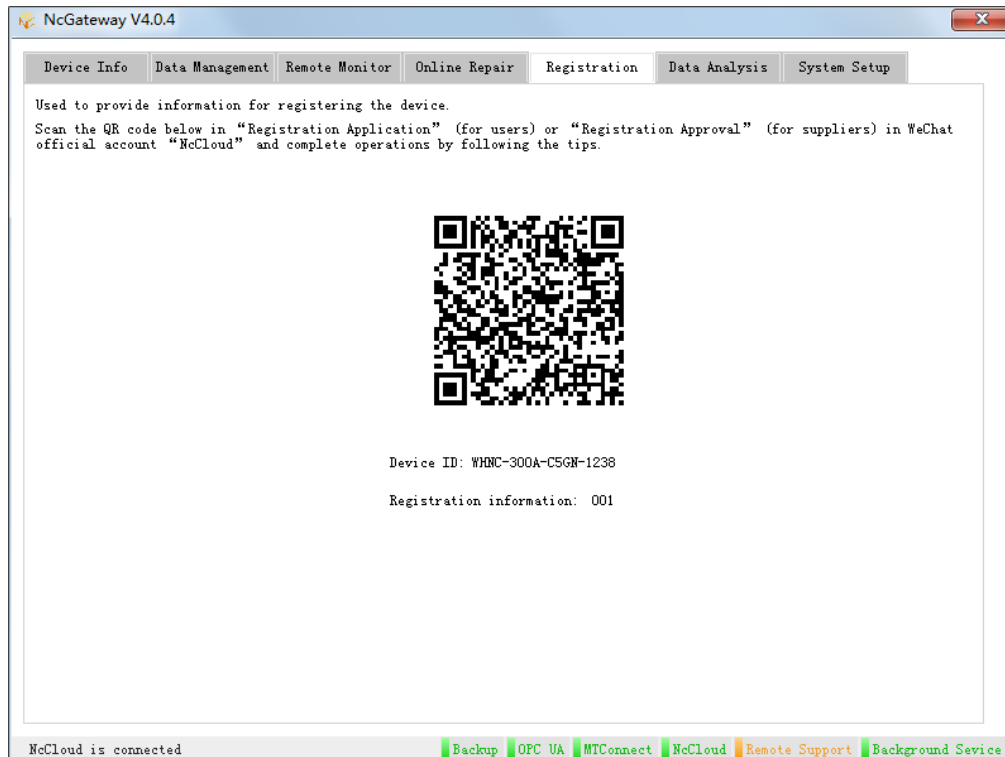 NcGateway V4.0.4
Device Info Data Management Remote Monitor Online Repair Registration Data Analysis System Setup
Used to provide information for registering the device.
Scan the QR code below in “Registration Application” (for users) or “Registration Approval” (for suppliers) in WeChat
official account “NcCloud” and complete operations by following the tips.
Device ID: WHNC-300A-C5GN-1238
Registration information: 001
NcCloud is connected Backup OPC UA MTConnect NcCloud Remote Support Background Sevice